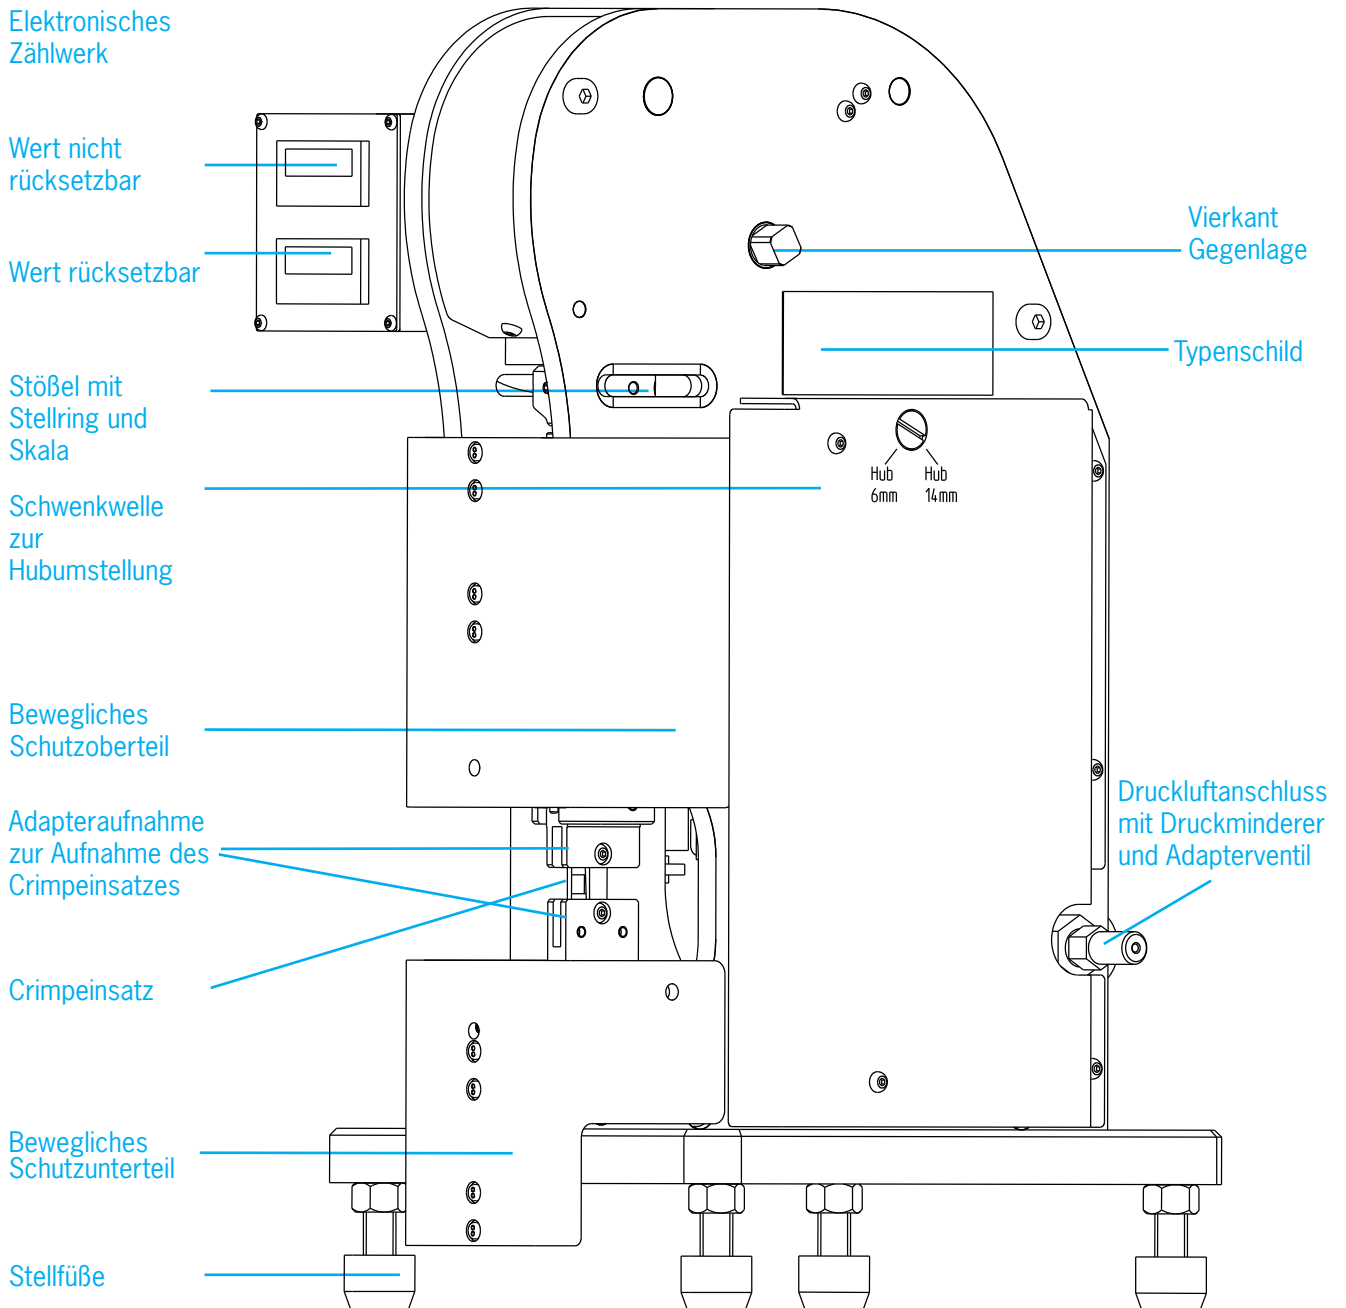 Elektronisches
Zählwerk
Wert nicht
rücksetzbar
Wert rücksetzbar
Stößel mit
Stellring und
Skala
Schwenkwelle
zur
Hubumstellung
Bewegliches
Schutzoberteil
Adapteraufnahme
zur Aufnahme des
Crimpeinsatzes
Crimpeinsatz
Bewegliches
Schutzunterteil
Stellfüße
Vierkant
Gegenlage
Typenschild
Hub
6mm
Hub
14mm
Druckluftanschluss
mit Druckminderer
und Adapterventil